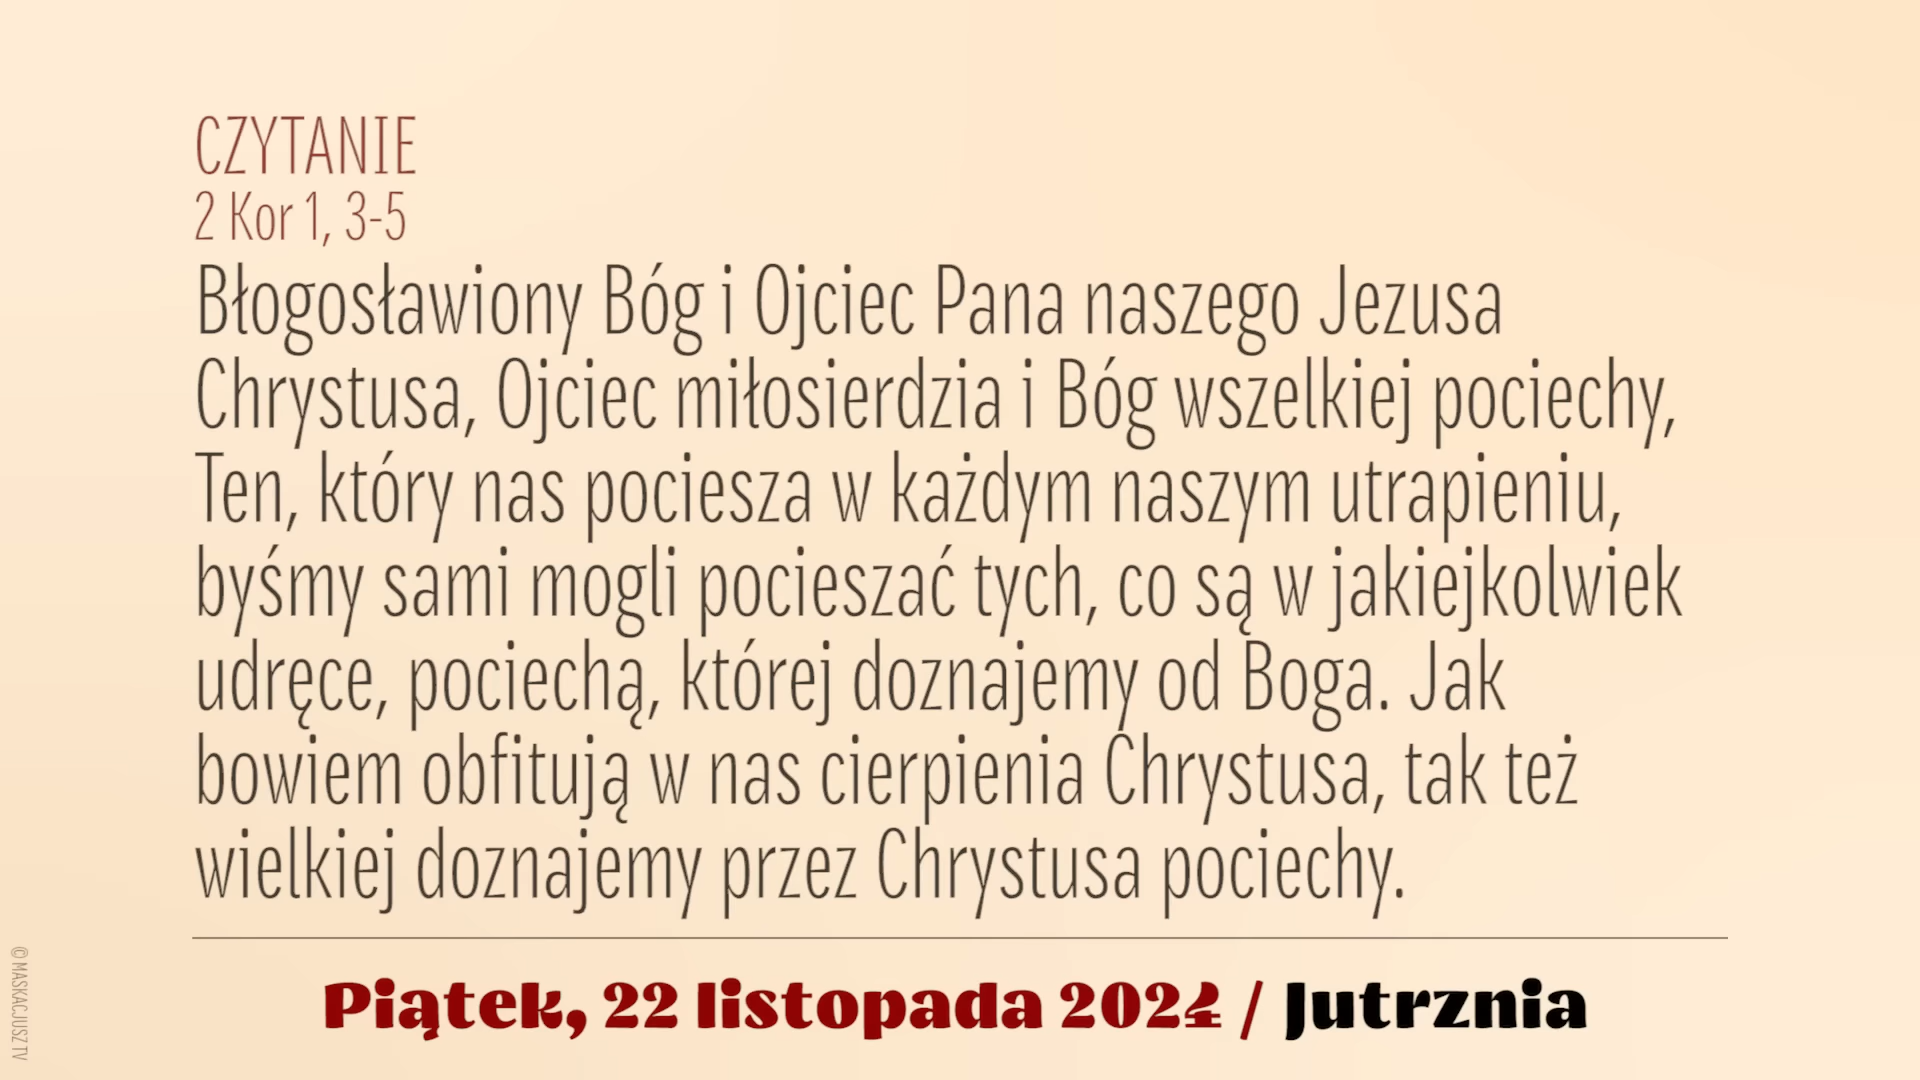 CZYTANIE
2 Kor 1, 3-5
Błogosławiony Bóg i Ojciec Pana naszego Jezusa
Chrystusa, Ojciec miłosierdzia i Bóg wszelkiej pociechy,
Ten, który nas pociesza w każdym naszym utrapieniu,
byśmy sami mogli pocieszać tych, co są w jakiejkolwiek
udręce, pociechą, której doznajemy od Boga. Jak
bowiem obfitują w nas cierpienia Chrystusa, tak też
wielkiej doznajemy przez Chrystusa pociechy.
Piątek, 22 listopada 2024 / Jutrznia
© MASKACJUSZ TV